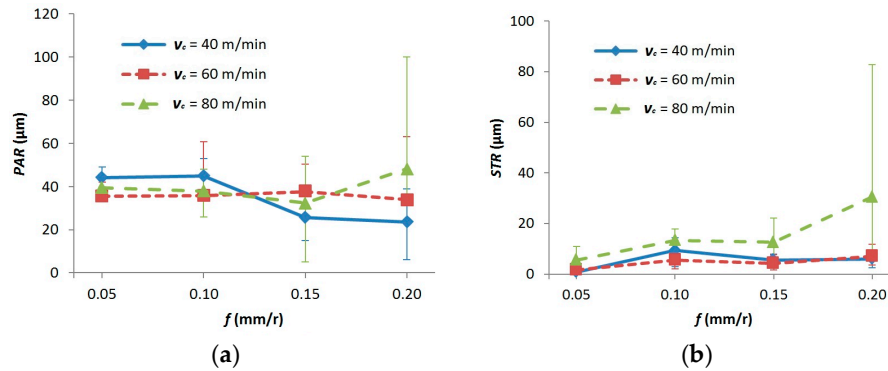 120
100
80
60
40
20
0
PAR (µm)
vc = 40 m/min
vc = 60 m/min
vc = 80 m/min
0.05 0.10 0.15 0.20
f (mm/r)
(a)
100
80
60
40
20
0
STR (µm)
vc = 40 m/min
vc = 60 m/min
vc = 80 m/min
0.05 0.10 0.15 0.20
f (mm/r)
(b)